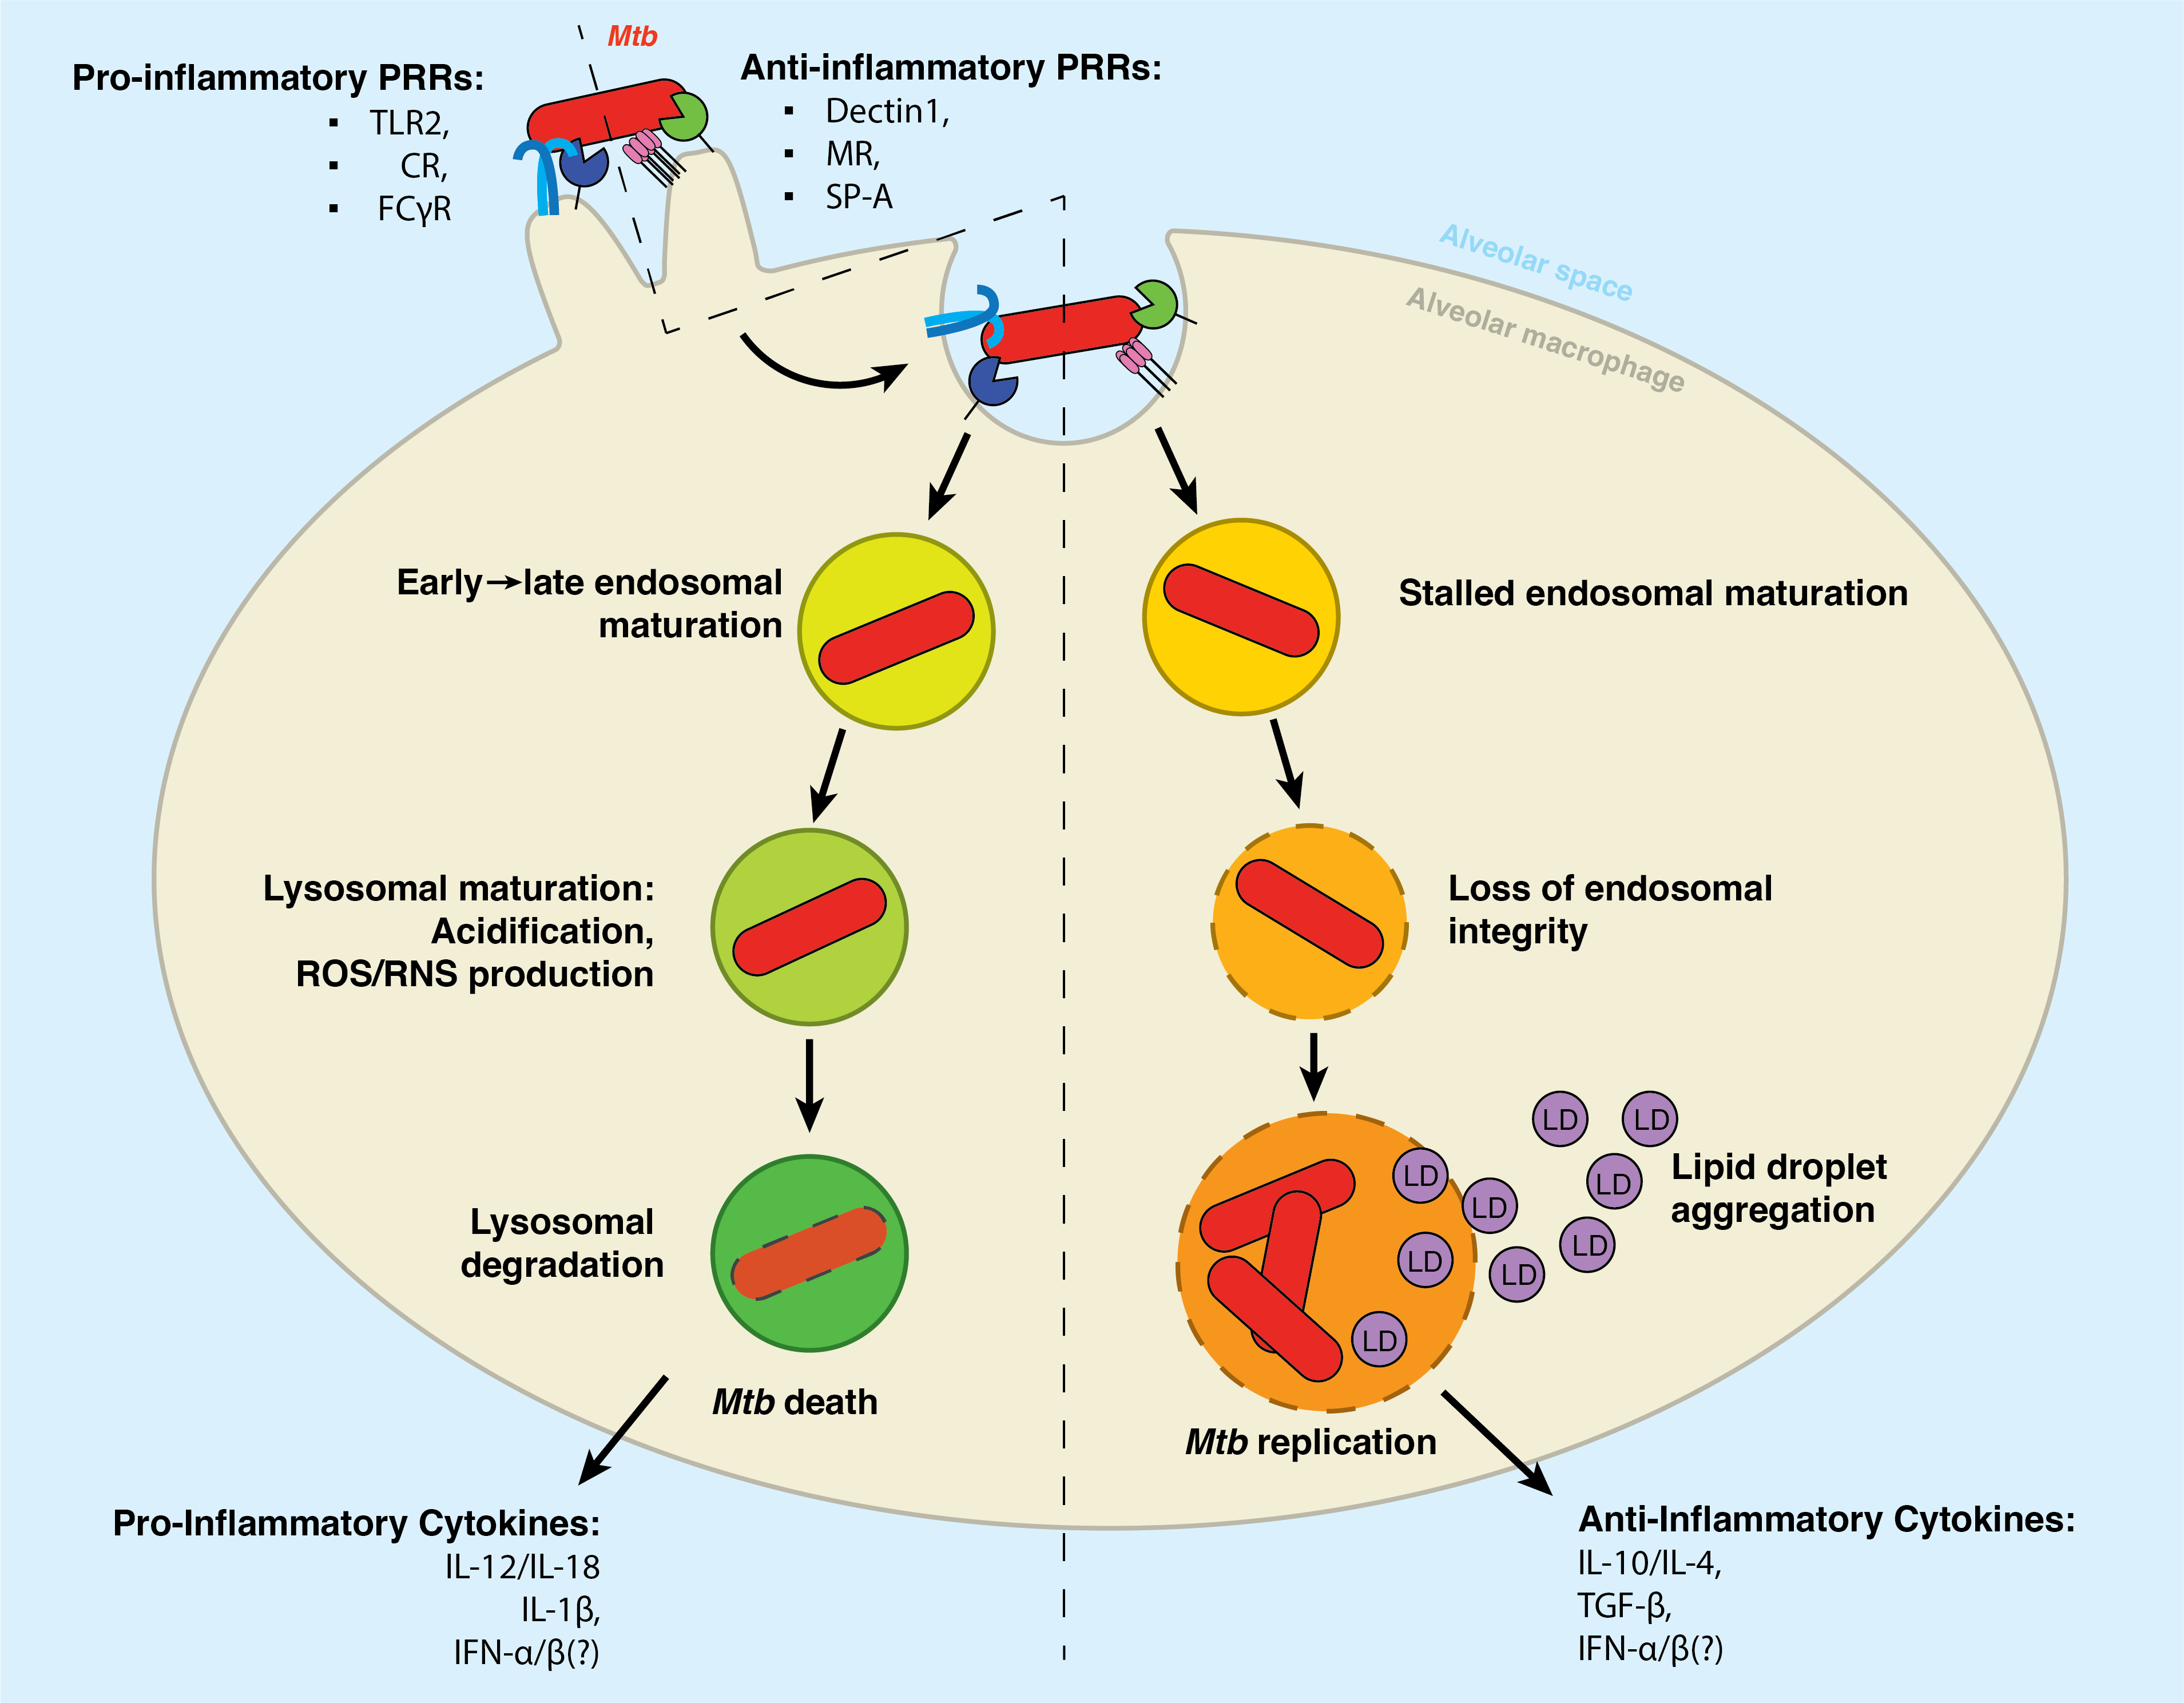 Mtb
Pro-inflammatory PRRs:
▪ TLR2,
▪ CR,
▪ FCγR
Anti-inflammatory PRRs:
▪ Dectin1,
▪ MR,
▪ SP-A
Alveolar space
Alveolar macrophage
Early→late endosomal
maturation
Stalled endosomal maturation
Lysosomal maturation:
Acidification,
ROS/RNS production
Loss of endosomal
integrity
Lysosomal
degradation
LD
LD
LD
LD
LD
LD
LD
LD
LD
Lipid droplet
aggregation
Mtb death
Mtb replication
Pro-Inflammatory Cytokines:
IL-12/IL-18
IL-1β,
IFN-α/β(?)
Anti-Inflammatory Cytokines:
IL-10/IL-4,
TGF-β,
IFN-α/β(?)